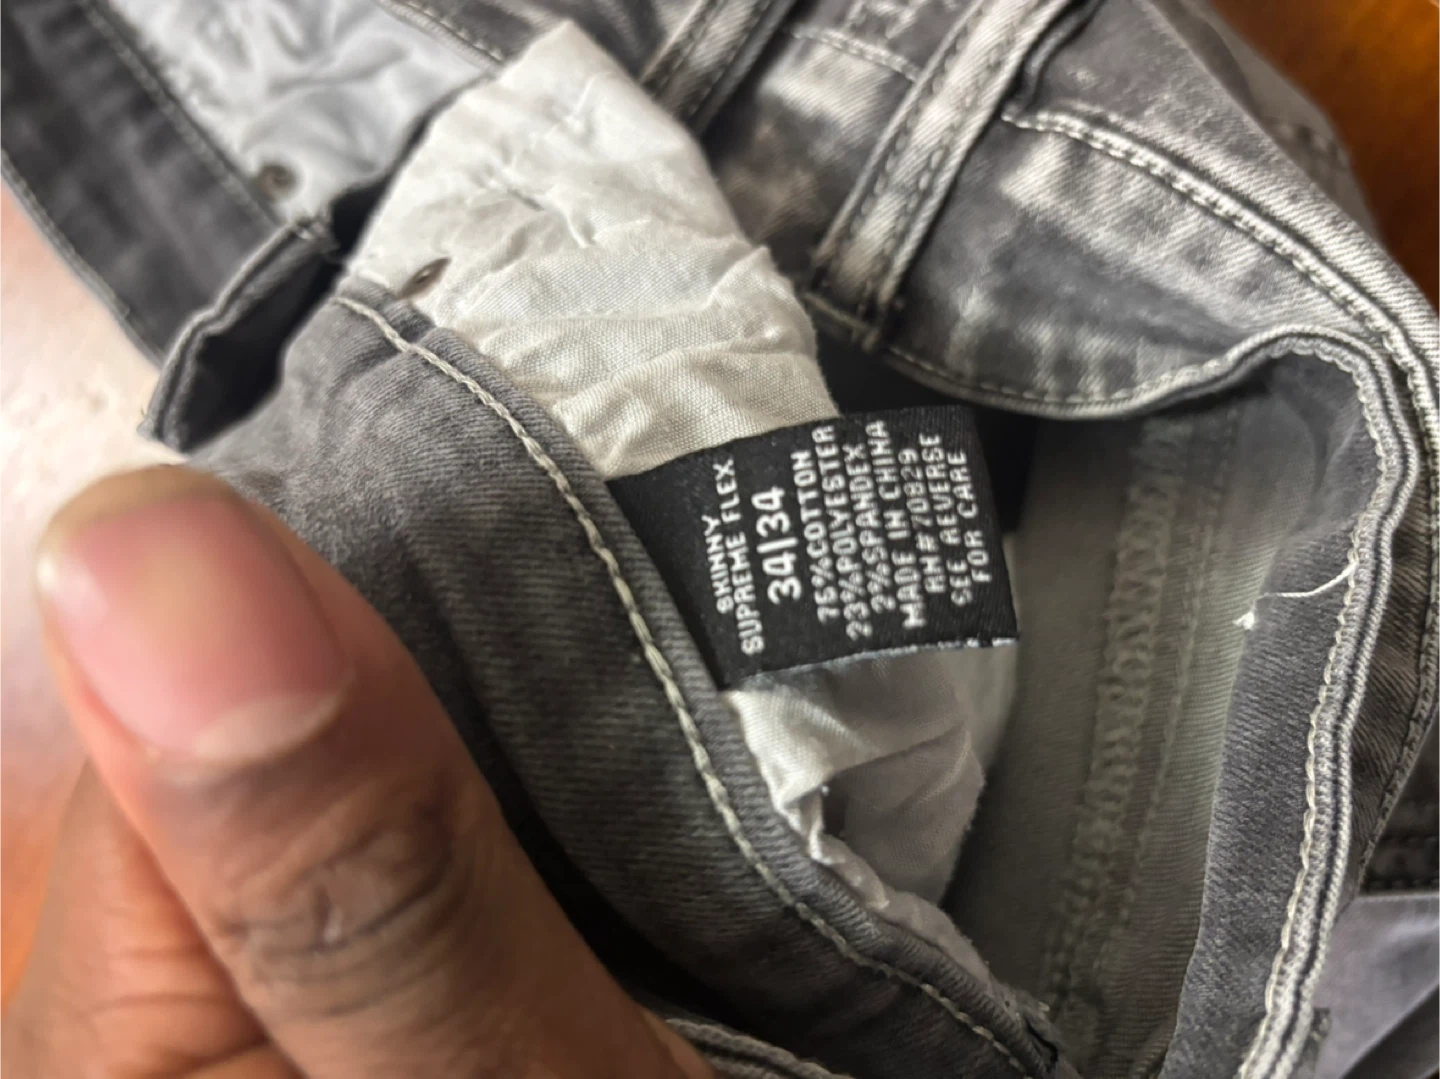 SKINNY
SUPREME FLEX
34|34
75%COTTON
23%POLYESTER
2%SPANDEX
MADE IN CHINA
RN#70829
SEE REVERSE
FOR CARE